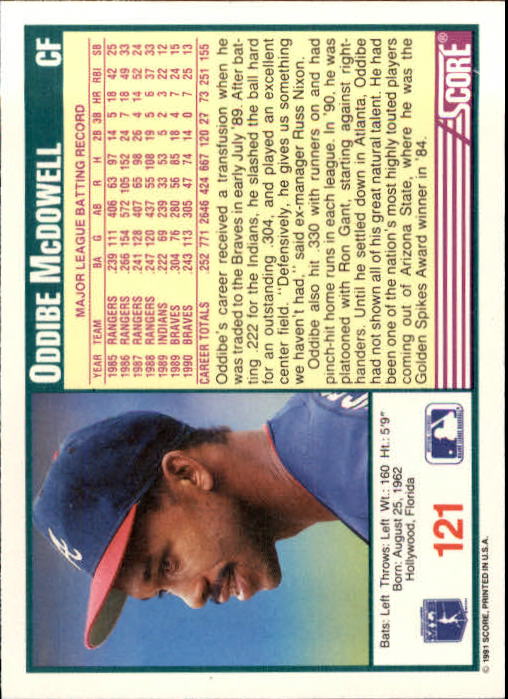 ODDIBE MCDOWELL CF
MAJOR LEAGUE BATTING RECORD
YEAR TEAM BA G AB R H 2B 3B HR RBI SB
1985 RANGERS .239 111 406 63 97 14 5 18 42 25
1986 RANGERS .266 154 572 105 152 24 7 18 49 33
1987 RANGERS .241 128 407 65 98 26 4 14 52 24
1988 RANGERS .247 120 437 55 108 19 5 6 37 33
1989 INDIANS .222 69 239 33 53 5 2 3 22 12
1989 BRAVES .304 76 280 56 85 18 4 7 24 15
1990 BRAVES .243 113 305 47 74 14 0 7 25 13
CAREER TOTALS .252 771 2646 424 667 120 27 73 251 155
Oddibe's career received a transfusion when he
was traded to the Braves in early July '89. After bat-
ting .222 for the Indians, he slashed the ball hard
for an outstanding .304, and played an excellent
center field. "Defensively, he gives us something
we haven't had," said ex-manager Russ Nixon.
Oddibe also hit .330 with runners on and had
pinch-hit home runs in each league. In '90, he was
platooned with Ron Gant, starting against right-
handers. Until he settled down in Atlanta, Oddibe
had not shown all of his great natural talent. He had
been one of the nation's most highly touted players
coming out of Arizona State, where he was the
Golden Spikes Award winner in '84.
SCORE
Bats: Left Throws: Left Wt.: 160 Ht.: 5'9"
Born: August 25, 1962
Hollywood, Florida
121
© 1991 SCORE, PRINTED IN U.S.A.